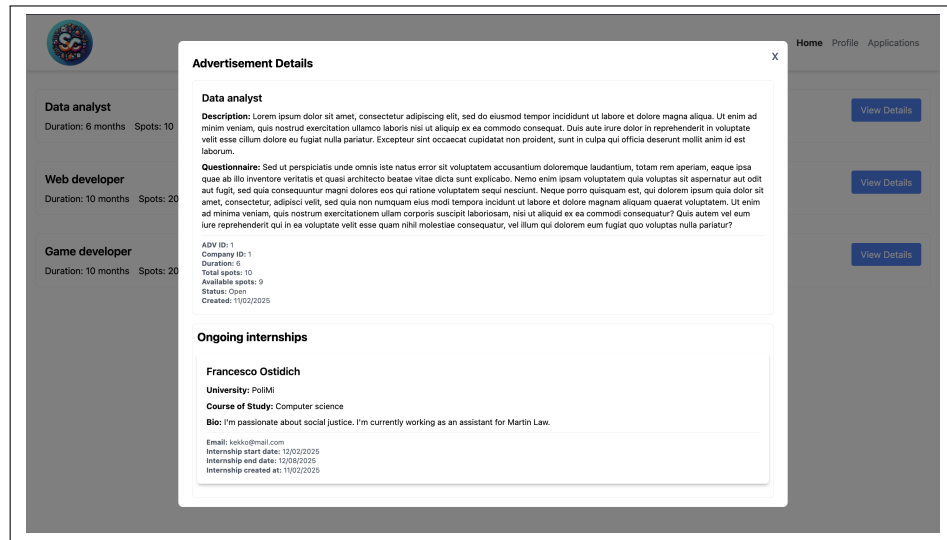 SC
Home Profile Applications
X
Advertisement Details
Data analyst
Duration: 6 months Spots: 10
View Details
Web developer
Duration: 10 months Spots: 20
View Details
Game developer
Duration: 10 months Spots: 20
View Details
Data analyst
Description: Lorem ipsum dolor sit amet, consectetur adipiscing elit, sed do eiusmod tempor incididunt ut labore et dolore magna aliqua. Ut enim ad
minim veniam, quis nostrud exercitation ullamco laboris nisi ut aliquip ex ea commodo consequat. Duis aute irure dolor in reprehenderit in voluptate
velit esse cillum dolore eu fugiat nulla pariatur. Excepteur sint occaecat cupidatat non proident, sunt in culpa qui officia deserunt mollit anim id est
laborum.
Questionnaire: Sed ut perspiciatis unde omnis iste natus error sit voluptatem accusantium doloremque laudantium, totam rem aperiam, eaque ipsa
quae ab illo inventore veritatis et quasi architecto beatae vitae dicta sunt explicabo. Nemo enim ipsam voluptatem quia voluptas sit aspernatur aut odit
aut fugit, sed quia consequuntur magni dolores eos qui ratione voluptatem sequi nesciunt. Neque porro quisquam est, qui dolorem ipsum quia dolor sit
amet, consectetur, adipisci velit, sed quia non numquam eius modi tempora incidunt ut labore et dolore magnam aliquam quaerat voluptatem. Ut enim
ad minima veniam, quis nostrum exercitationem ullam corporis suscipit laboriosam, nisi ut aliquid ex ea commodi consequatur? Quis autem vel eum
iure reprehenderit qui in ea voluptate velit esse quam nihil molestiae consequatur, vel illum qui dolorem eum fugiat quo voluptas nulla pariatur?
ADV ID: 1
Company ID: 1
Duration: 6
Total spots: 10
Available spots: 9
Status: Open
Created: 11/02/2025
Ongoing internships
Francesco Ostidich
University: PoliMi
Course of Study: Computer science
Bio: I'm passionate about social justice. I'm currently working as an assistant for Martin Law.
Email: kekko@mail.com
Internship start date: 12/02/2025
Internship end date: 12/08/2025
Internship created at: 11/02/2025